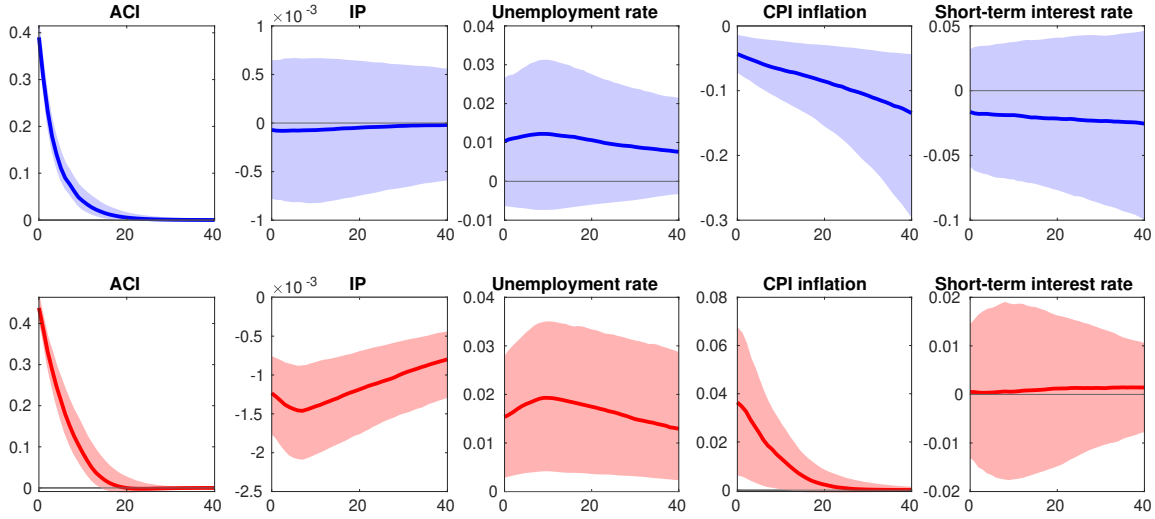 ACI
IP
Unemployment rate
CPI inflation
Short-term interest rate
×10⁻³
0.4
0.3
0.2
0.1
0
0 20 40
1
0.5
0
-0.5
-1
0 20 40
0.04
0.03
0.02
0.01
0
-0.01
0 20 40
0
-0.1
-0.2
-0.3
0 20 40
0.05
0
-0.05
-0.1
0 20 40
ACI
IP
Unemployment rate
CPI inflation
Short-term interest rate
×10⁻³
0.4
0.3
0.2
0.1
0
0 20 40
0
-0.5
-1
-1.5
-2
-2.5
0 20 40
0.04
0.03
0.02
0.01
0
0 20 40
0.08
0.06
0.04
0.02
0
0 20 40
0.02
0.01
0
-0.01
-0.02
0 20 40